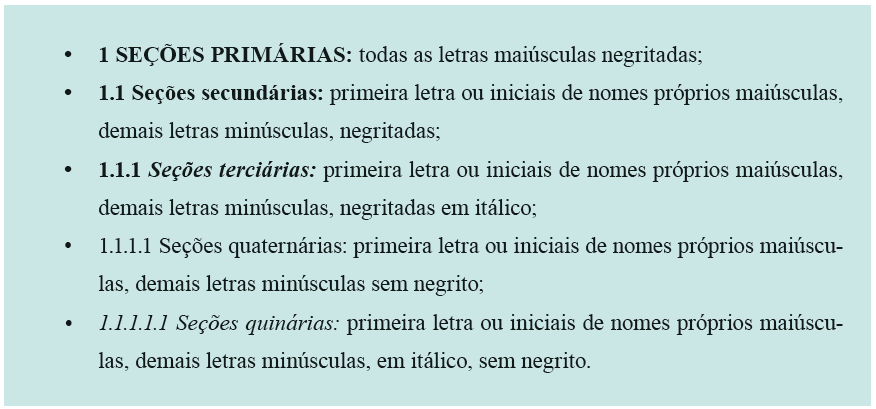 • 1 SEÇÕES PRIMÁRIAS: todas as letras maiúsculas negritadas;
• 1.1 Seções secundárias: primeira letra ou iniciais de nomes próprios maiúsculas,
demais letras minúsculas, negritadas;
• 1.1.1 Seções terciárias: primeira letra ou iniciais de nomes próprios maiúsculas,
demais letras minúsculas, negritadas em itálico;
• 1.1.1.1 Seções quaternárias: primeira letra ou iniciais de nomes próprios maiúscu-
las, demais letras minúsculas sem negrito;
• 1.1.1.1.1 Seções quinárias: primeira letra ou iniciais de nomes próprios maiúscu-
las, demais letras minúsculas, em itálico, sem negrito.